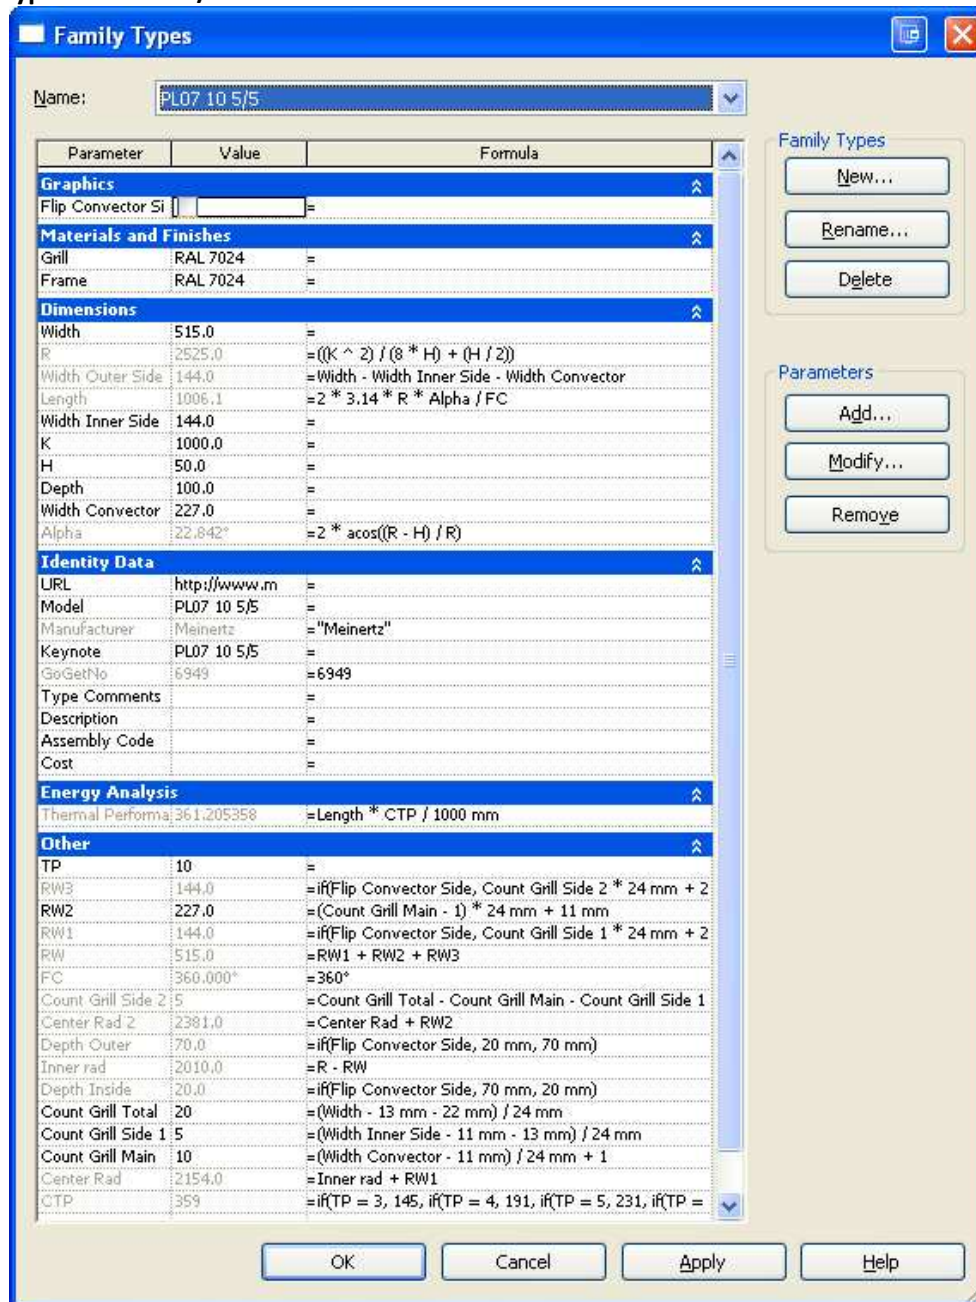 Family Types
Name: PL07 10 5/5
Parameter Value Formula
Graphics
Flip Convector Si =
Materials and Finishes
Grill RAL 7024 =
Frame RAL 7024 =
Dimensions
Width 515.0 =
R 2525.0 =((K ^ 2) / (8 * H) + (H / 2))
Width Outer Side 144.0 =Width - Width Inner Side - Width Convector
Length 1006.1 =2 * 3.14 * R * Alpha / FC
Width Inner Side 144.0 =
K 1000.0 =
H 50.0 =
Depth 100.0 =
Width Convector 227.0 =
Alpha 22.842° =2 * acos((R - H) / R)
Identity Data
URL http://www.m =
Model PL07 10 5/5 =
Manufacturer Meinertz ="Meinertz"
Keynote PL07 10 5/5 =
GoGetNo 6949 =6949
Type Comments =
Description =
Assembly Code =
Cost =
Energy Analysis
Thermal Performa 361.205358 =Length * CTP / 1000 mm
Other
TP 10 =
RW3 144.0 =if(Flip Convector Side, Count Grill Side 2 * 24 mm + 2
RW2 227.0 =(Count Grill Main - 1) * 24 mm + 11 mm
RW1 144.0 =if(Flip Convector Side, Count Grill Side 1 * 24 mm + 2
RW 515.0 =RW1 + RW2 + RW3
FC 360.000° =360°
Count Grill Side 2 5 =Count Grill Total - Count Grill Main - Count Grill Side 1
Center Rad 2 2381.0 =Center Rad + RW2
Depth Outer 70.0 =if(Flip Convector Side, 20 mm, 70 mm)
Inner rad 2010.0 =R - RW
Depth Inside 20.0 =if(Flip Convector Side, 70 mm, 20 mm)
Count Grill Total 20 =(Width - 13 mm - 22 mm) / 24 mm
Count Grill Side 1 5 =(Width Inner Side - 11 mm - 13 mm) / 24 mm
Count Grill Main 10 =(Width Convector - 11 mm) / 24 mm + 1
Center Rad 2154.0 =Inner rad + RW1
CTP 359 =if(TP = 3, 145, if(TP = 4, 191, if(TP = 5, 231, if(TP =
Family Types
New...
Rename...
Delete
Parameters
Add...
Modify...
Remove
OK Cancel Apply Help